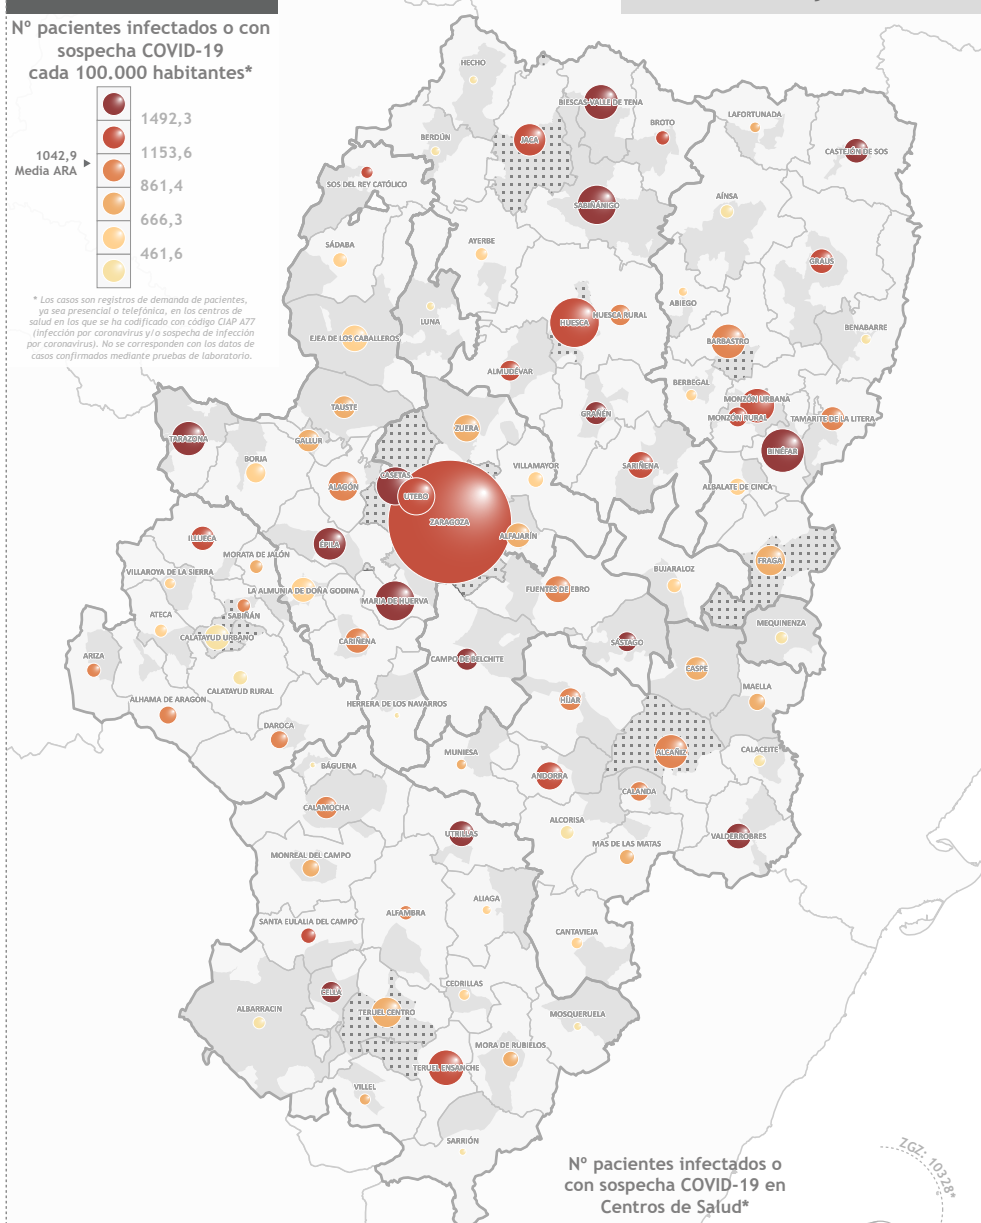 Nº pacientes infectados o con
sospecha COVID-19
cada 100.000 habitantes*
1492,3
1153,6
1042,9
Media ARA
861,4
666,3
461,6
* Los casos son registros de demanda de pacientes,
ya sea presencial o telefónica, en los centros de
salud en los que se ha codificado con código CIAP A77
(infección por coronavirus y/o sospecha de infección
por coronavirus). No se corresponden con los datos de
casos confirmados mediante pruebas de laboratorio.
HECHO
BIESCAS-VALLE DE TENA
LAFORTUNADA
BROTO
BERDÚN
JACA
CASTEJÓN DE SOS
SOS DEL REY CATÓLICO
SABIÑÁNIGO
AÍNSA
SÁDABA
AYERBE
GRAUS
ABIEGO
LUNA
HUESCA
HUESCA RURAL
BENABARRE
EJEA DE LOS CABALLEROS
BARBASTRO
ALMUDÉVAR
BERBEGAL
MONZÓN URBANA
TAUSTE
GRAÑÉN
MONZÓN RURAL
TAMARITE DE LA LITERA
ZUERA
TARAZONA
GALLUR
BINÉFAR
BORJA
VILLAMAYOR
SARIÑENA
CASETAS
ALAGÓN
ALBALATE DE CINCA
UTEBO
ZARAGOZA
ILLUECA
ALFAJARÍN
ÉPILA
MORATA DE JALÓN
FRAGA
VILLAROYA DE LA SIERRA
BUJARALOZ
LA ALMUNIA DE DOÑA GODINA
FUENTES DE EBRO
MARIA DE HUERVA
ATECA
SABIÑÁN
MEQUINENZA
CALATAYUD URBANO
CARIÑENA
SÁSTAGO
ARIZA
CAMPO DE BELCHITE
CASPE
CALATAYUD RURAL
MAELLA
ALHAMA DE ARAGÓN
HERRERA DE LOS NAVARROS
HÍJAR
DAROCA
MUNIESA
ALCAÑIZ
CALACEITE
BÁGUENA
ANDORRA
CALANDA
CALAMOCHA
ALCORISA
UTRILLAS
VALDERROBRES
MAS DE LAS MATAS
MONREAL DEL CAMPO
ALIAGA
ALFAMBRA
SANTA EULALIA DEL CAMPO
CANTAVIEJA
CELLA
CEDRILLAS
ALBARRACIN
TERUEL CENTRO
MOSQUERUELA
MORA DE RUBIELOS
TERUEL ENSANCHE
VILLEL
SARRIÓN
Nº pacientes infectados o
con sospecha COVID-19 en
Centros de Salud*
ZGZ: 10328*